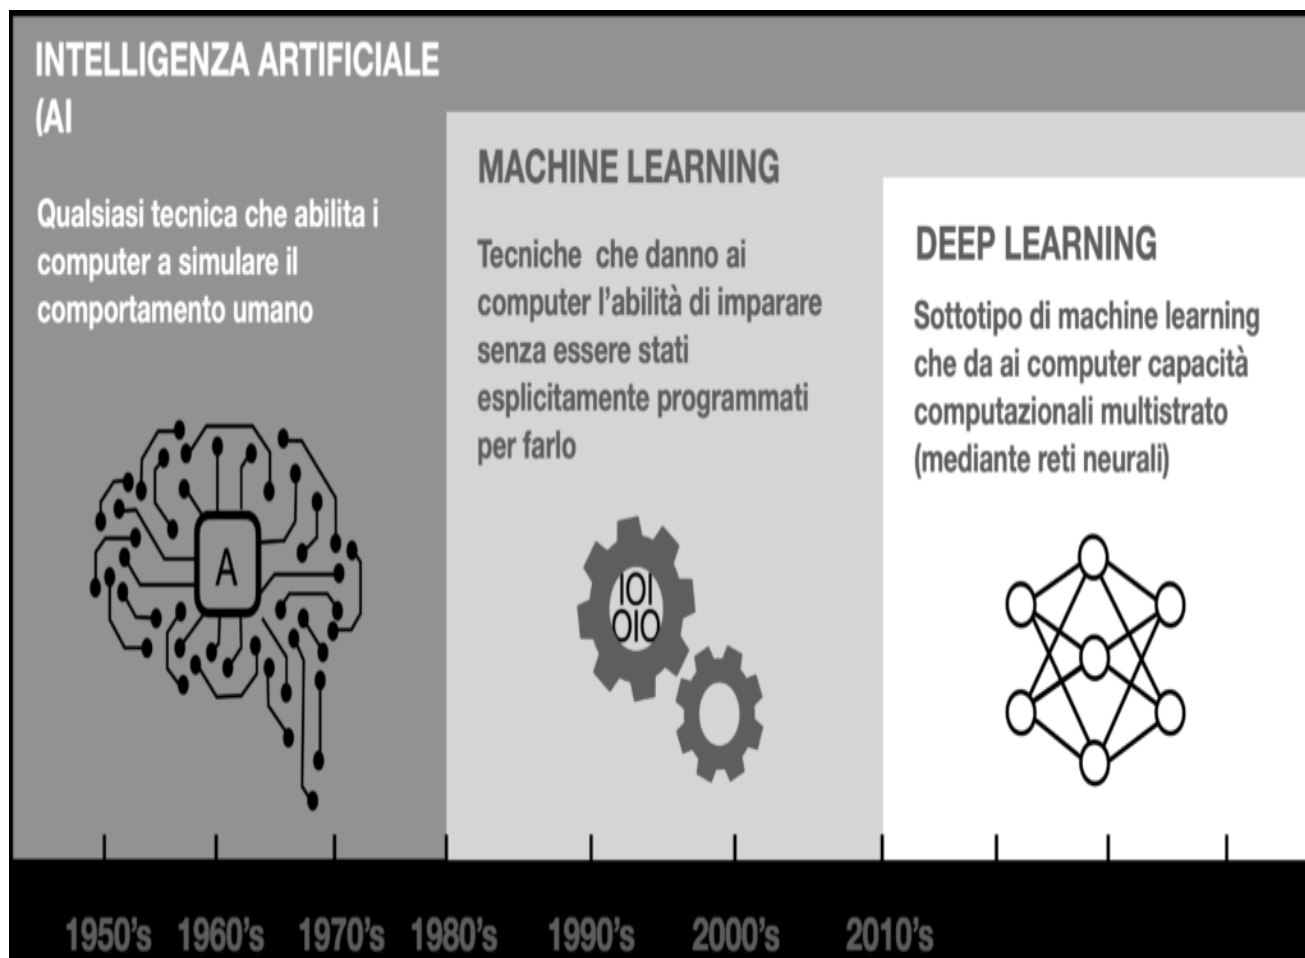 INTELLIGENZA ARTIFICIALE
(AI
Qualsiasi tecnica che abilita i
computer a simulare il
comportamento umano
A
MACHINE LEARNING
Tecniche che danno ai
computer l'abilità di imparare
senza essere stati
esplicitamente programmati
per farlo
IOI
OIO
DEEP LEARNING
Sottotipo di machine learning
che da ai computer capacità
computazionali multistrato
(mediante reti neurali)
1950's 1960's 1970's 1980's 1990's 2000's 2010's